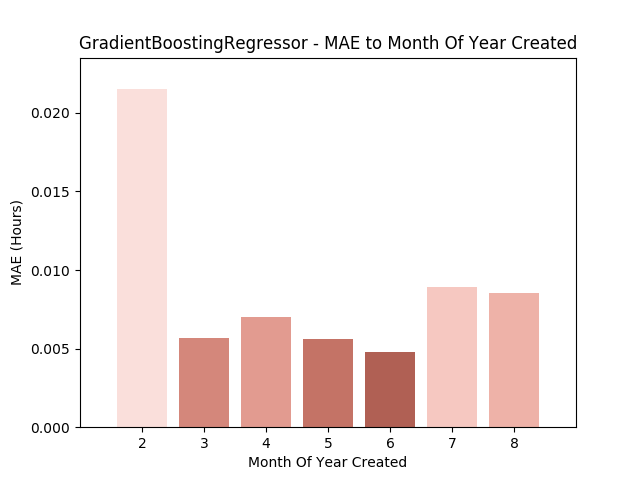 GradientBoostingRegressor - MAE to Month Of Year Created
MAE (Hours)
0.020
0.015
0.010
0.005
0.000
2 3 4 5 6 7 8
Month Of Year Created